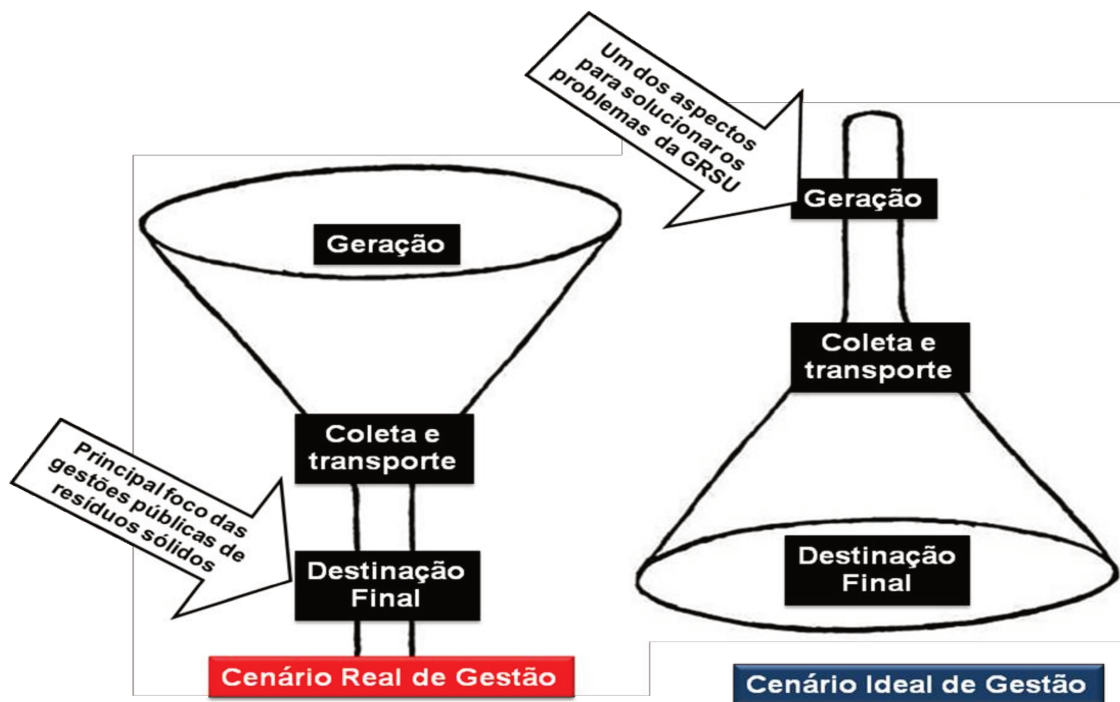 Um dos aspectos
para solucionar os
problemas da GRSU
Geração
Coleta e
transporte
Principal foco das
gestões públicas de
resíduos sólidos
Destinação
Final
Cenário Real de Gestão
Geração
Coleta e
transporte
Destinação
Final
Cenário Ideal de Gestão